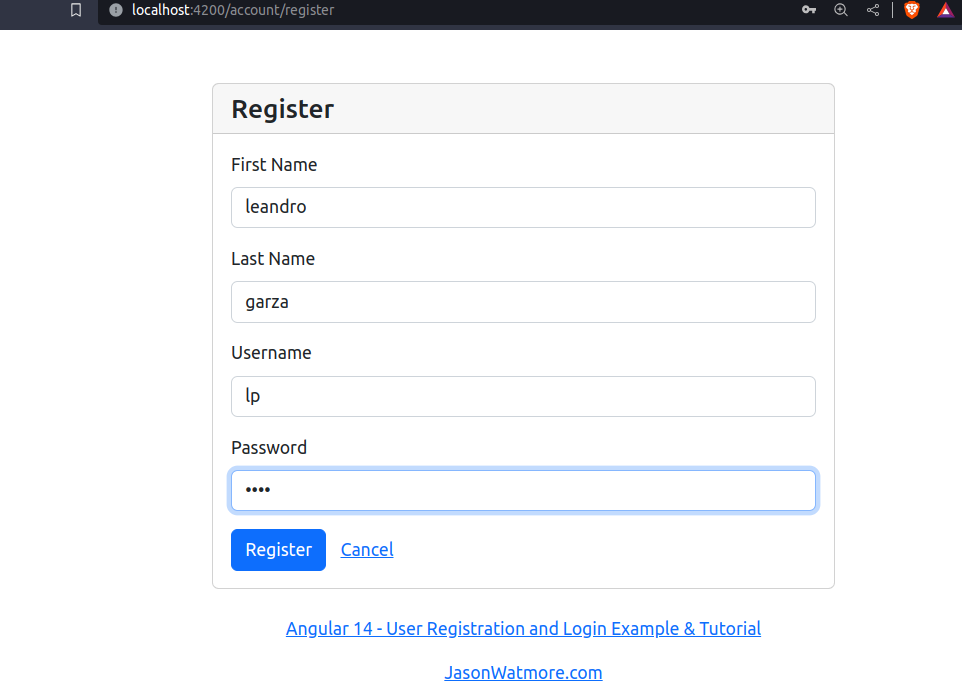 localhost:4200/account/register
Register
First Name
leandro
Last Name
garza
Username
lp
Password
••••
Register Cancel
Angular 14 - User Registration and Login Example & Tutorial
JasonWatmore.com